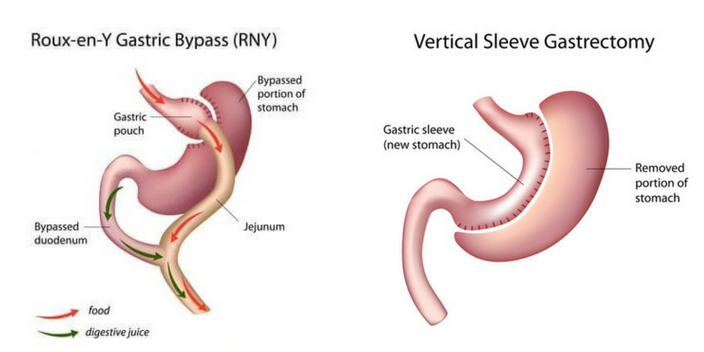 Roux-en-Y Gastric Bypass (RNY)
Bypassed
portion of
stomach
Gastric
pouch
Bypassed
duodenum
Jejunum
food
digestive juice
Vertical Sleeve Gastrectomy
Gastric sleeve
(new stomach)
Removed
portion of
stomach